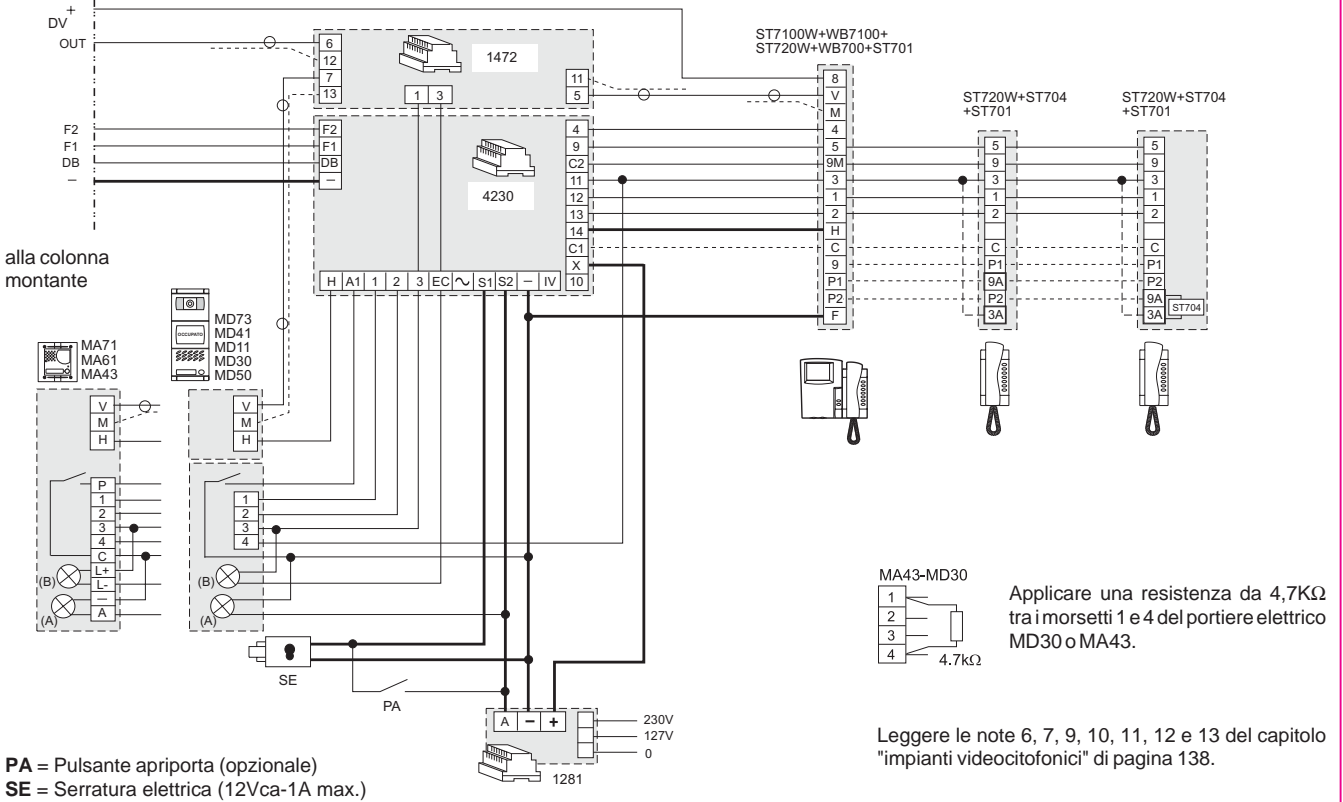 +
DV
OUT
F2
F1
DB
–
alla colonna
montante
6
12
7
13
1472
1 3
11
5
F2
F1
DB
–
4230
4
9
C2
11
12
13
14
C1
X
10
H A1 1 2 3 EC ~ S1 S2 – IV
ST7100W+WB7100+
ST720W+WB700+ST701
8
V
M
4
5
9M
3
1
2
H
C
9
P1
P2
F
ST720W+ST704
+ST701
5
9
3
1
2
C
P1
9A
P2
3A
ST720W+ST704
+ST701
5
9
3
1
2
C
P1
P2
9A
3A
ST704
MA71
MA61
MA43
OCCUPATO
MD73
MD41
MD11
MD30
MD50
V
M
H
P
1
2
3
4
C
L+
L-
–
A
(B)
(A)
V
M
H
1
2
3
4
(B)
(A)
SE
PA
A – +
230V
127V
0
1281
MA43-MD30
1
2
3
4
4.7kΩ
Applicare una resistenza da 4,7KΩ
tra i morsetti 1 e 4 del portiere elettrico
MD30 o MA43.
Leggere le note 6, 7, 9, 10, 11, 12 e 13 del capitolo
"impianti videocitofonici" di pagina 138.
PA = Pulsante apriporta (opzionale)
SE = Serratura elettrica (12Vca-1A max.)